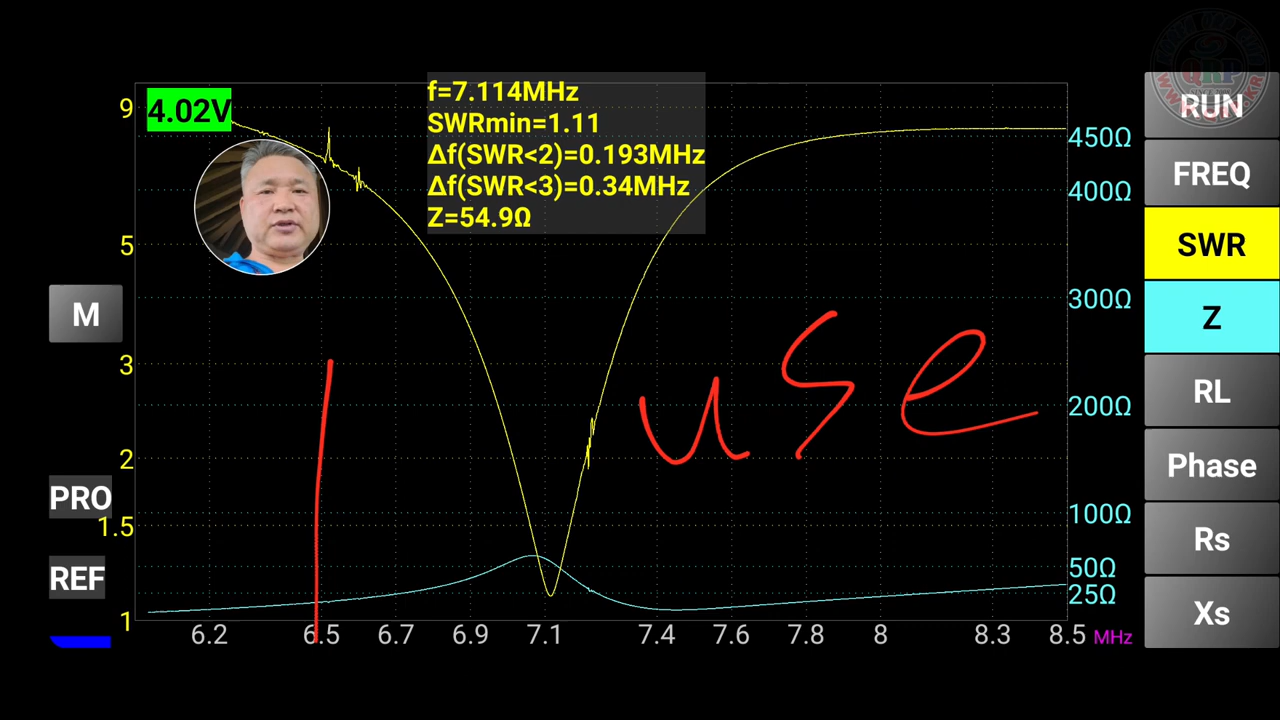 4.02V
f=7.114MHz
SWRmin=1.11
Δf(SWR<2)=0.193MHz
Δf(SWR<3)=0.34MHz
Z=54.9Ω
9
5
3
2
1.5
1
450Ω
400Ω
300Ω
200Ω
100Ω
50Ω
25Ω
6.2 6.5 6.7 6.9 7.1 7.4 7.6 7.8 8 8.3 8.5 MHz
M
PRO
REF
I use
RUN
FREQ
SWR
Z
RL
Phase
Rs
Xs
QRP